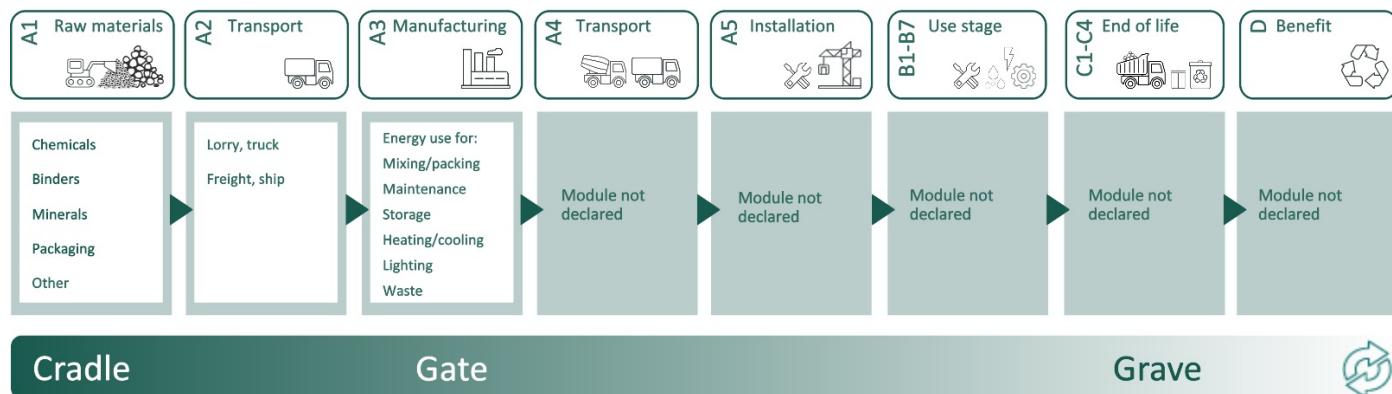 A1 Raw materials
A2 Transport
A3 Manufacturing
A4 Transport
A5 Installation
B1-B7 Use stage
C1-C4 End of life
D Benefit
Chemicals
Binders
Minerals
Packaging
Other
Lorry, truck
Freight, ship
Energy use for:
Mixing/packing
Maintenance
Storage
Heating/cooling
Lighting
Waste
Module not
declared
Module not
declared
Module not
declared
Module not
declared
Module not
declared
Cradle
Gate
Grave